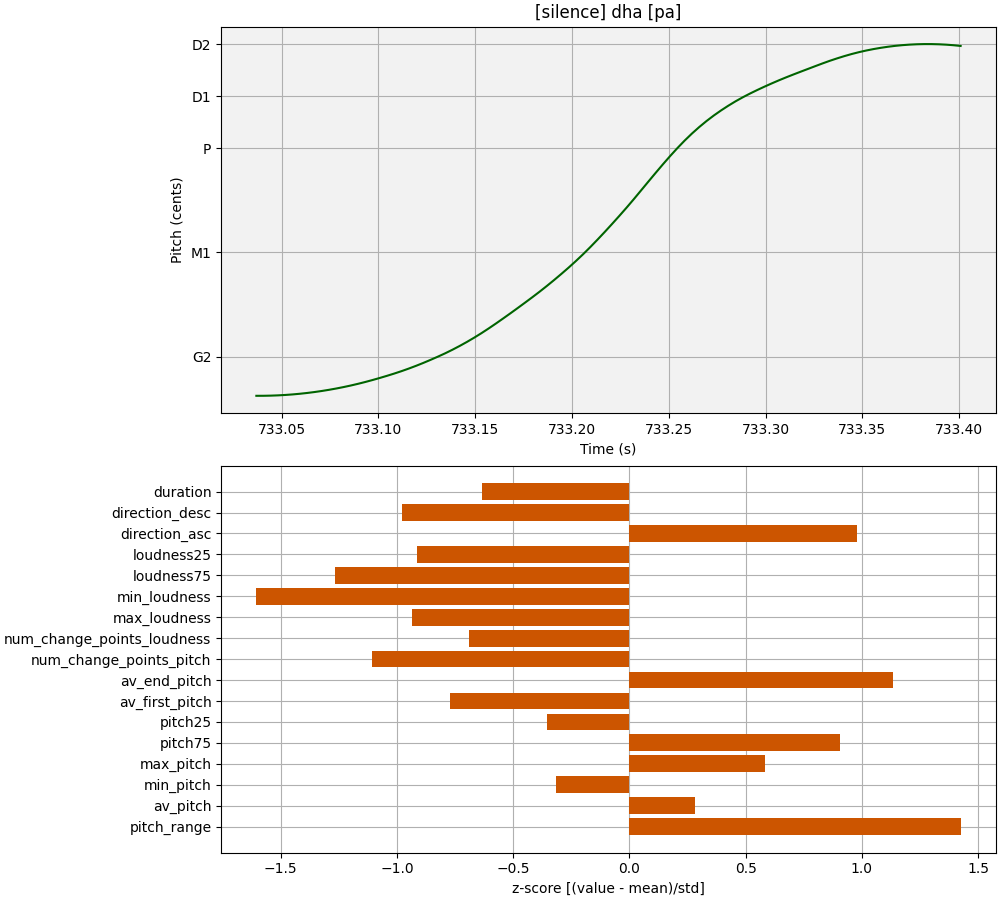 [silence] dha [pa]
D2
D1
P
M1
G2
Pitch (cents)
733.05 733.10 733.15 733.20 733.25 733.30 733.35 733.40
Time (s)
duration
direction_desc
direction_asc
loudness25
loudness75
min_loudness
max_loudness
num_change_points_loudness
num_change_points_pitch
av_end_pitch
av_first_pitch
pitch25
pitch75
max_pitch
min_pitch
av_pitch
pitch_range
−1.5 −1.0 −0.5 0.0 0.5 1.0 1.5
z-score [(value - mean)/std]